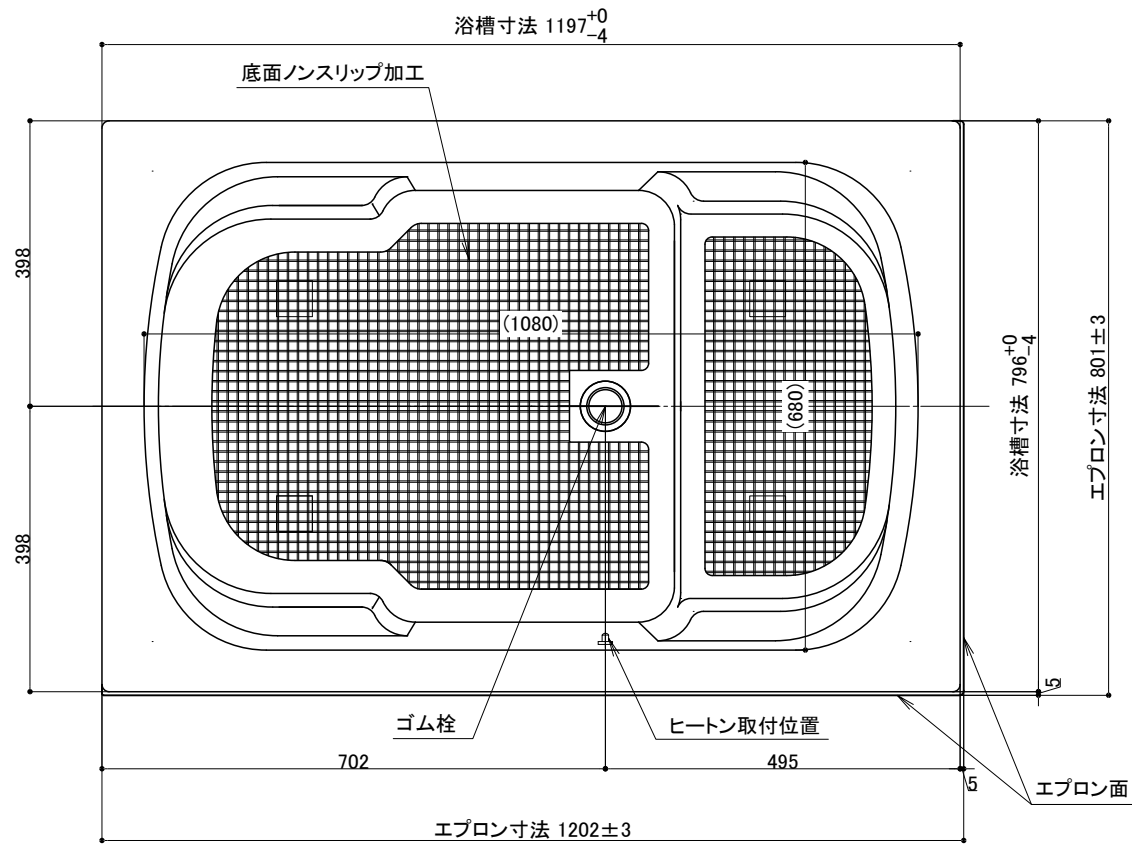 浴槽寸法 1197+0 -4
底面ノンスリップ加工
398
(1080)
(680)
浴槽寸法 796+0 -4
エプロン寸法 801±3
398
5
ゴム栓
ヒートン取付位置
702
495
5
エプロン面
エプロン寸法 1202±3